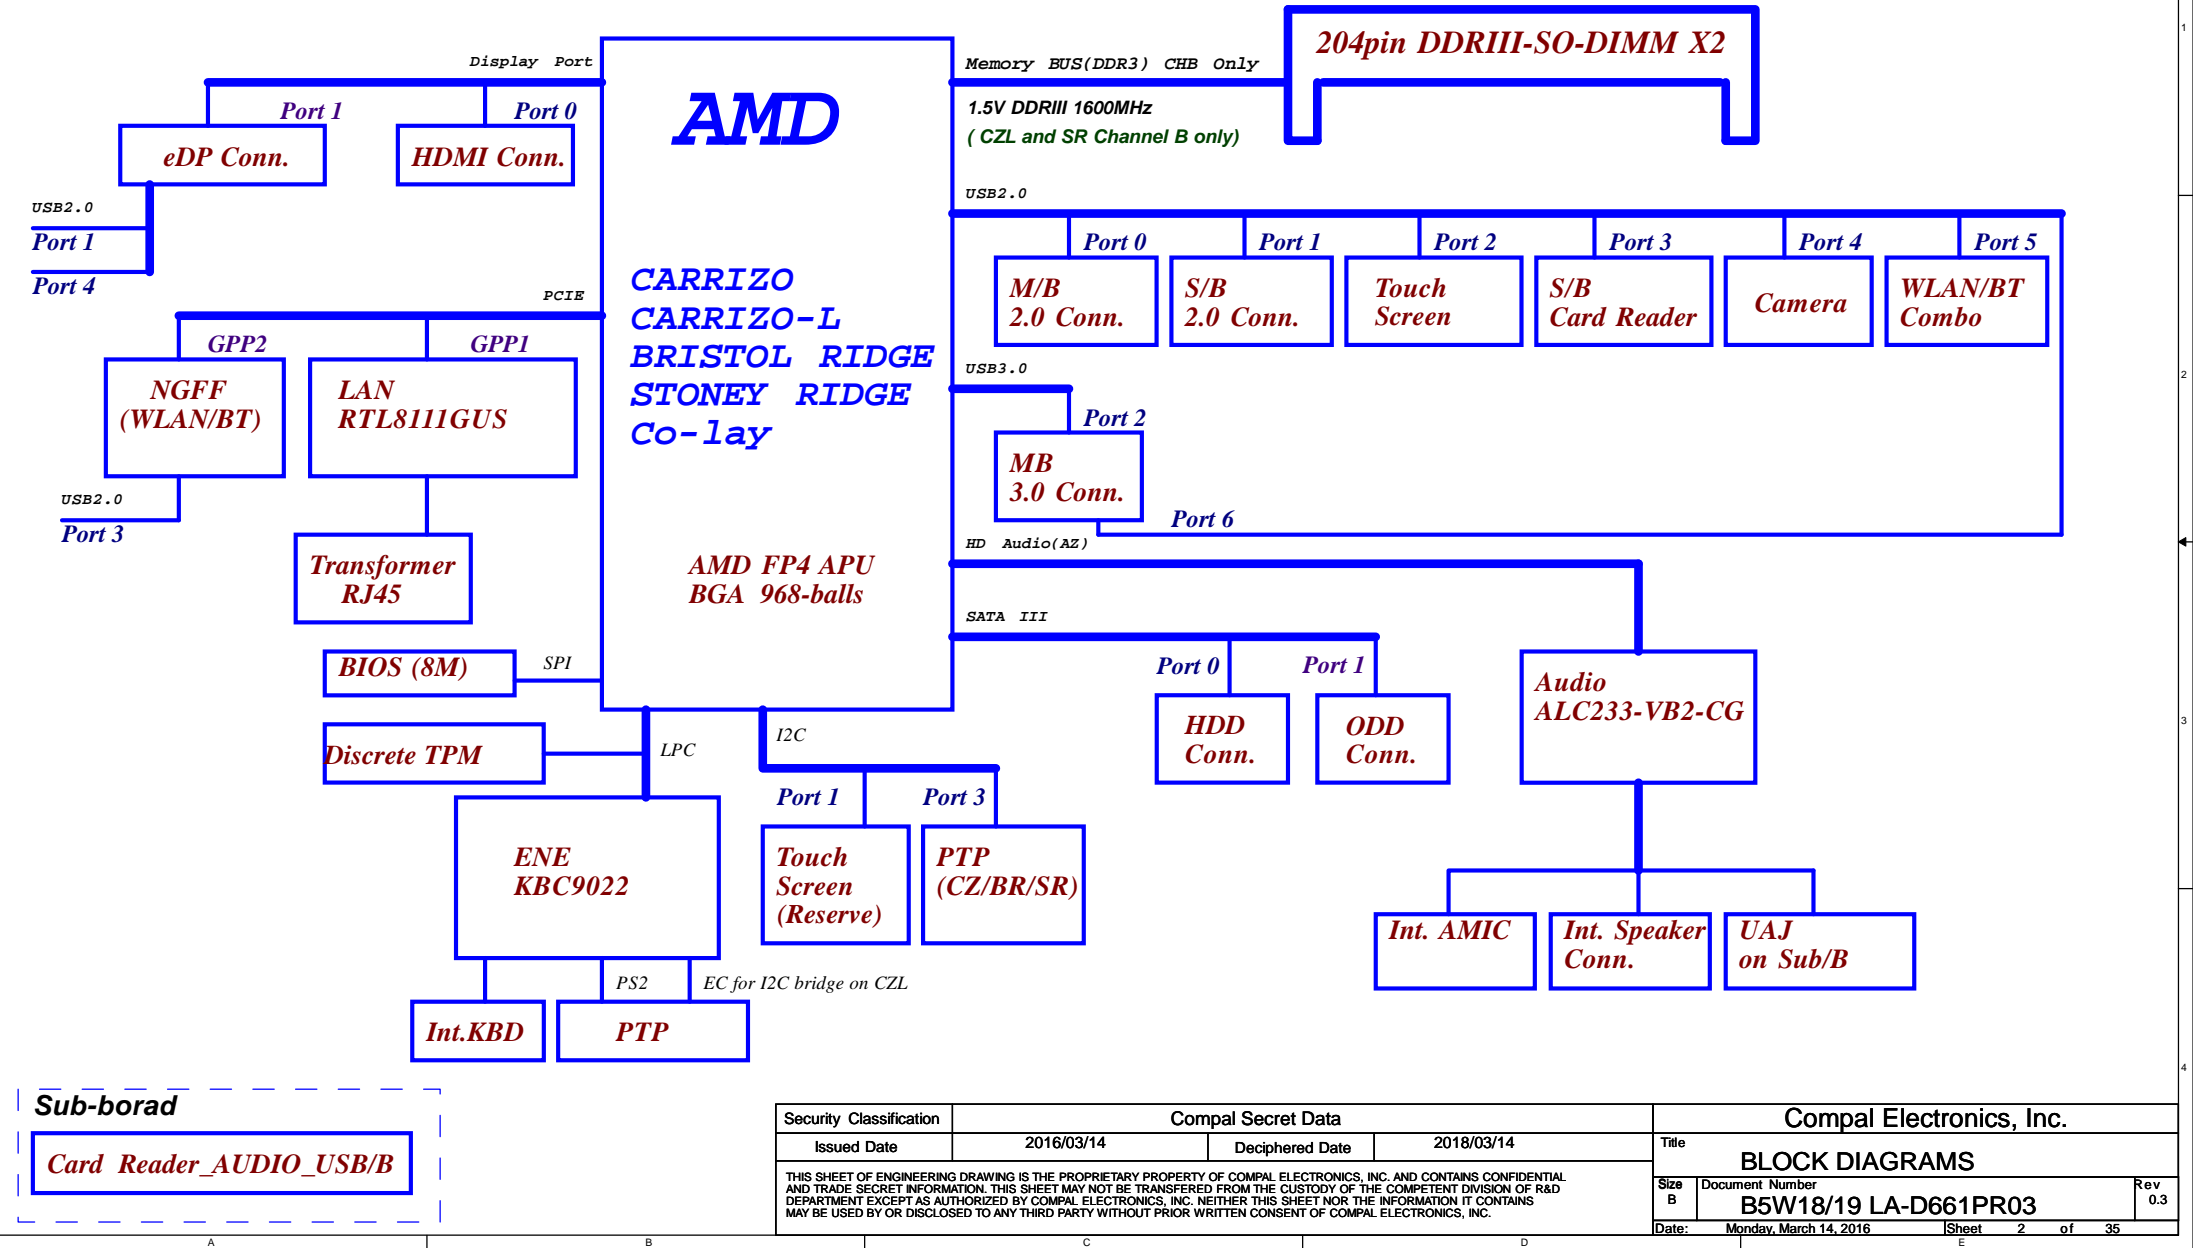 Display Port
Port 1
Port 0
eDP Conn.
HDMI Conn.
USB2.0
Port 1
Port 4
PCIE
GPP2
GPP1
NGFF
(WLAN/BT)
LAN
RTL8111GUS
USB2.0
Port 3
Transformer
RJ45
BIOS (8M)
SPI
Discrete TPM
LPC
I2C
AMD
CARRIZO
CARRIZO-L
BRISTOL RIDGE
STONEY RIDGE
Co-lay
AMD FP4 APU
BGA 968-balls
Memory BUS(DDR3) CHB Only
1.5V DDRIII 1600MHz
( CZL and SR Channel B only)
204pin DDRIII-SO-DIMM X2
USB2.0
Port 0
Port 1
Port 2
Port 3
Port 4
Port 5
M/B
2.0 Conn.
S/B
2.0 Conn.
Touch
Screen
S/B
Card Reader
Camera
WLAN/BT
Combo
USB3.0
Port 2
MB
3.0 Conn.
Port 6
HD Audio(AZ)
SATA III
Port 0
Port 1
HDD
Conn.
ODD
Conn.
Audio
ALC233-VB2-CG
Int. AMIC
Int. Speaker
Conn.
UAJ
on Sub/B
Port 1
Port 3
Touch
Screen
(Reserve)
PTP
(CZ/BR/SR)
ENE
KBC9022
PS2
EC for I2C bridge on CZL
Int.KBD
PTP
Sub-borad
Card Reader_AUDIO_USB/B
Security Classification
Compal Secret Data
Issued Date
2016/03/14
Deciphered Date
2018/03/14
THIS SHEET OF ENGINEERING DRAWING IS THE PROPRIETARY PROPERTY OF COMPAL ELECTRONICS, INC. AND CONTAINS CONFIDENTIAL
AND TRADE SECRET INFORMATION. THIS SHEET MAY NOT BE TRANSFERED FROM THE CUSTODY OF THE COMPETENT DIVISION OF R&D
DEPARTMENT EXCEPT AS AUTHORIZED BY COMPAL ELECTRONICS, INC. NEITHER THIS SHEET NOR THE INFORMATION IT CONTAINS
MAY BE USED BY OR DISCLOSED TO ANY THIRD PARTY WITHOUT PRIOR WRITTEN CONSENT OF COMPAL ELECTRONICS, INC.
Compal Electronics, Inc.
Title
BLOCK DIAGRAMS
Size
B
Document Number
B5W18/19 LA-D661PR03
Rev
0.3
Date:
Monday, March 14, 2016
Sheet 2 of 35
1
2
3
4
A
B
C
D
E